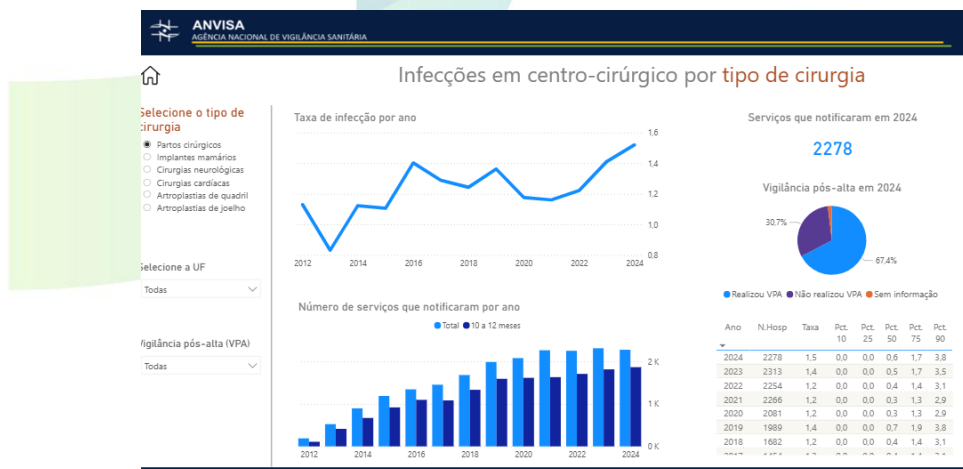 ANVISA
AGÊNCIA NACIONAL DE VIGILÂNCIA SANITÁRIA
Infecções em centro-cirúrgico por tipo de cirurgia
Selecione o tipo de
cirurgia
Partos cirúrgicos
Implantes mamários
Cirurgias neurológicas
Cirurgias cardíacas
Artroplastias de quadril
Artroplastias de joelho
Selecione a UF
Todas
Vigilância pós-alta (VPA)
Todas
Taxa de infecção por ano
1,6
1,4
1,2
1,0
0,8
2012 2014 2016 2018 2020 2022 2024
Número de serviços que notificaram por ano
Total 10 a 12 meses
2 K
1 K
0 K
2012 2014 2016 2018 2020 2022 2024
Serviços que notificaram em 2024
2278
Vigilância pós-alta em 2024
30,7%
67,4%
Realizou VPA Não realizou VPA Sem informação
Ano N.Hosp Taxa Pct. 10 Pct. 25 Pct. 50 Pct. 75 Pct. 90
2024 2278 1,5 0,0 0,0 0,6 1,7 3,8
2023 2313 1,4 0,0 0,0 0,5 1,7 3,5
2022 2254 1,2 0,0 0,0 0,4 1,4 3,1
2021 2266 1,2 0,0 0,0 0,3 1,3 2,9
2020 2081 1,2 0,0 0,0 0,3 1,3 2,9
2019 1989 1,4 0,0 0,0 0,7 1,9 3,8
2018 1682 1,2 0,0 0,0 0,4 1,4 3,1